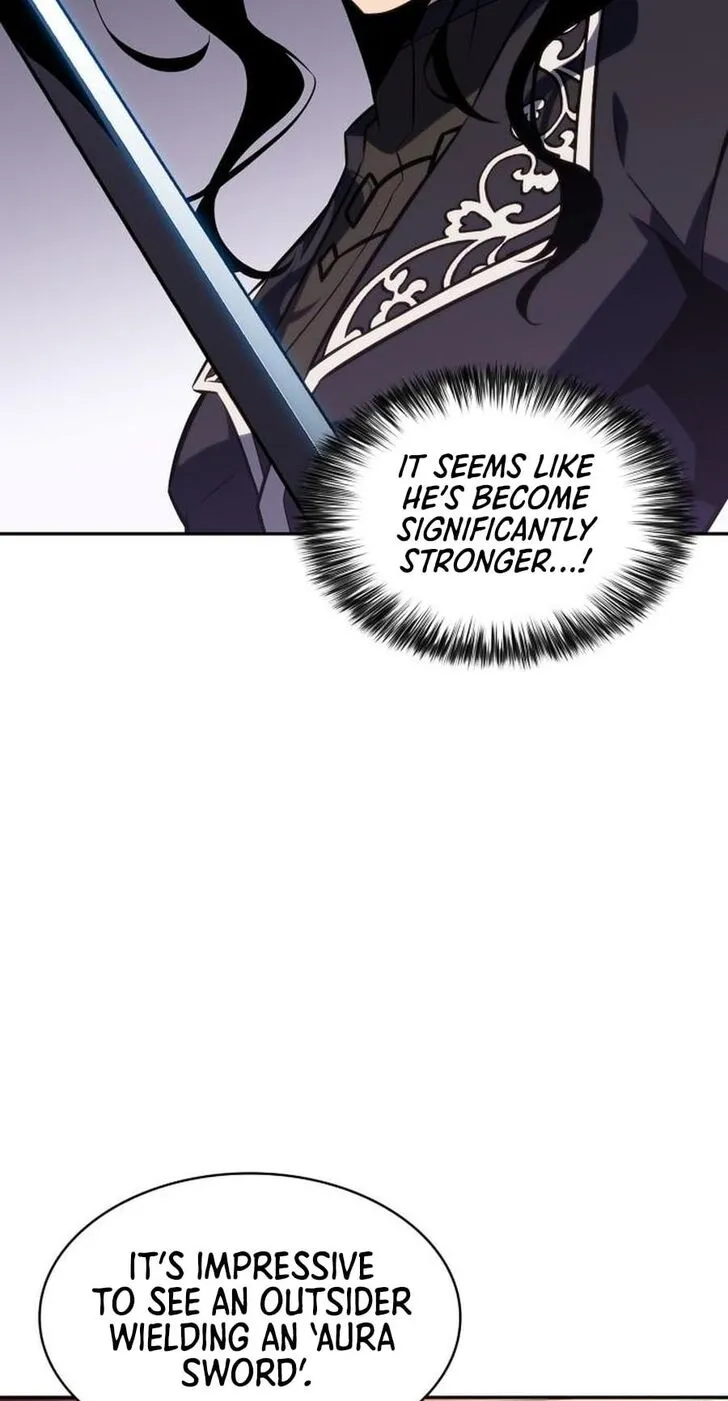 IT SEEMS LIKE
HE'S BECOME
SIGNIFICANTLY
STRONGER...!
IT'S IMPRESSIVE
TO SEE AN OUTSIDER
WIELDING AN 'AURA
SWORD'.